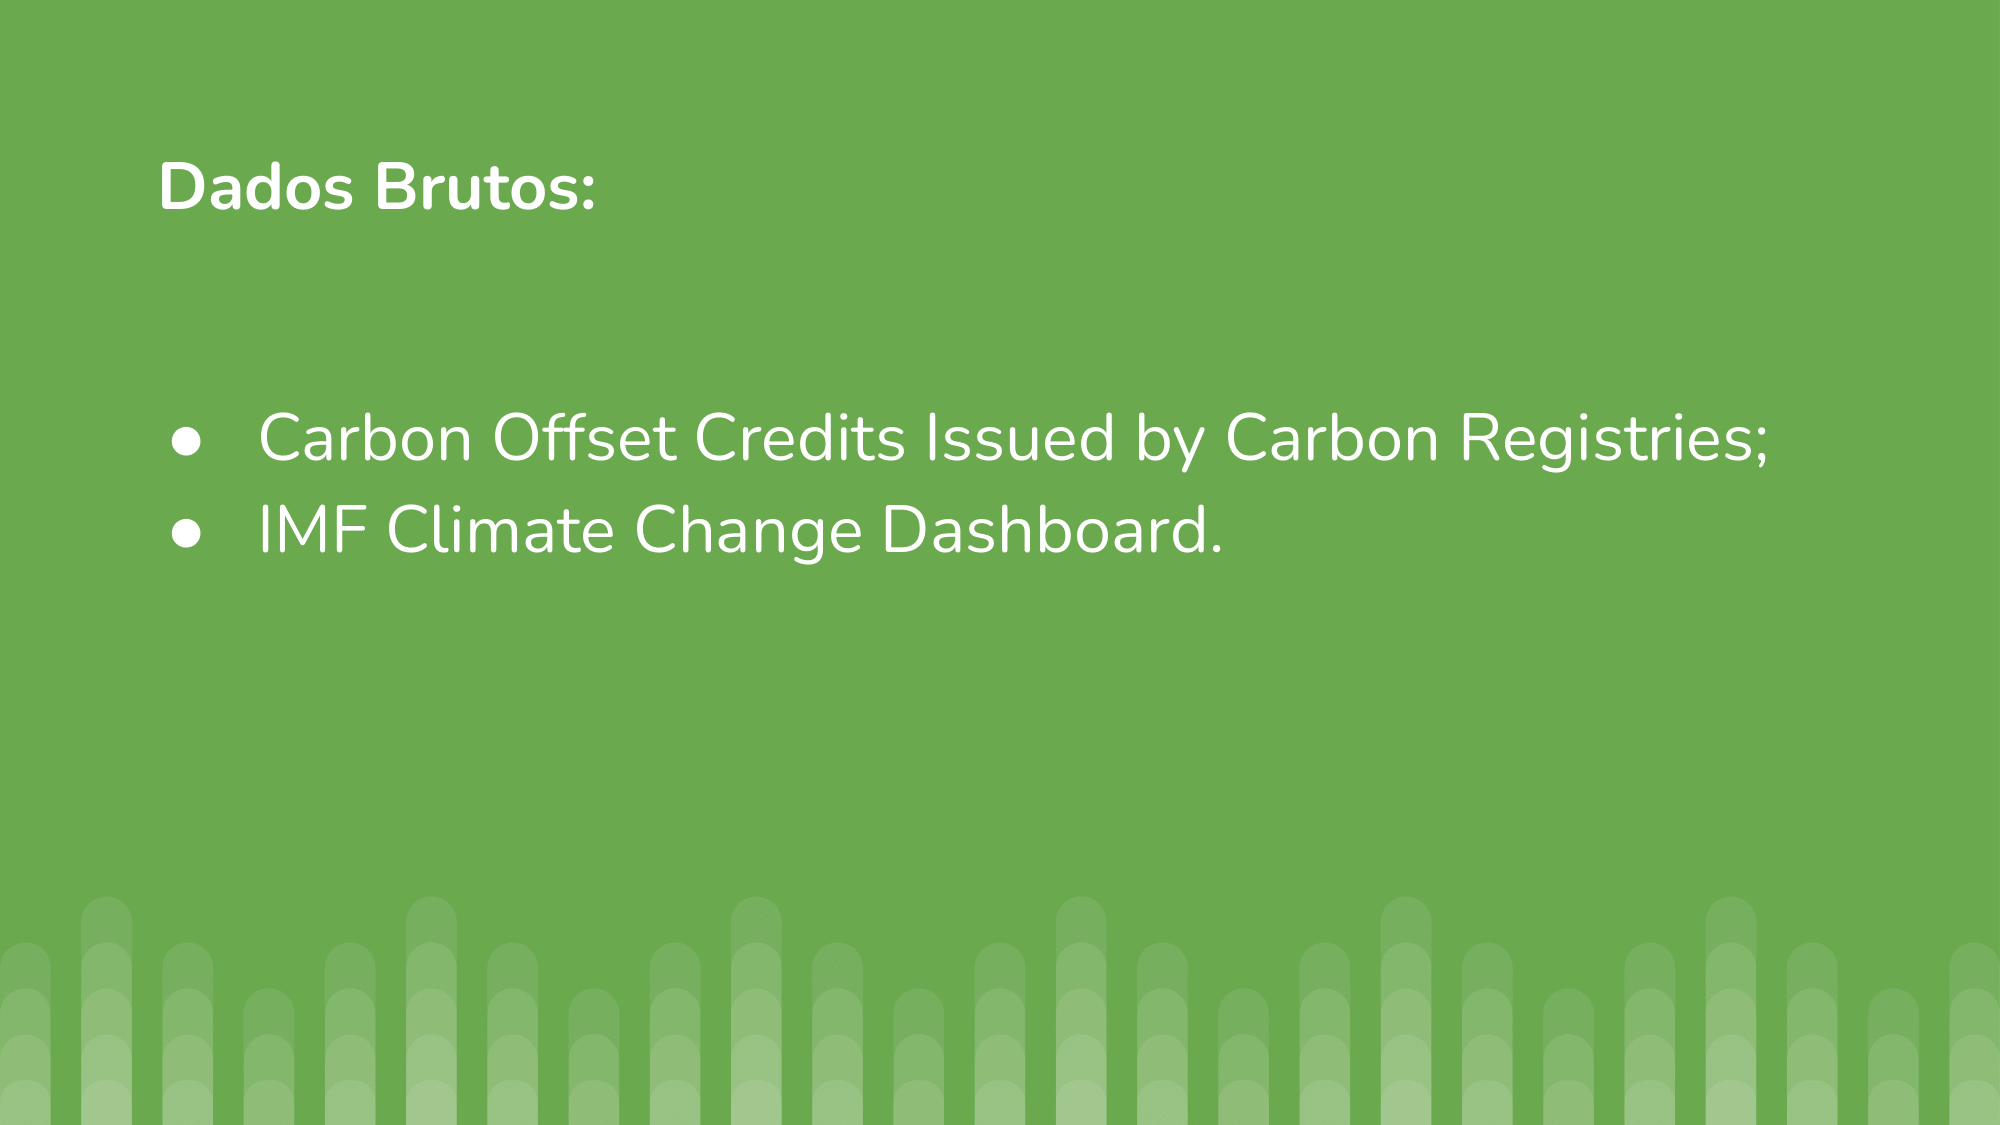 Dados Brutos:
● Carbon Offset Credits Issued by Carbon Registries;
● IMF Climate Change Dashboard.